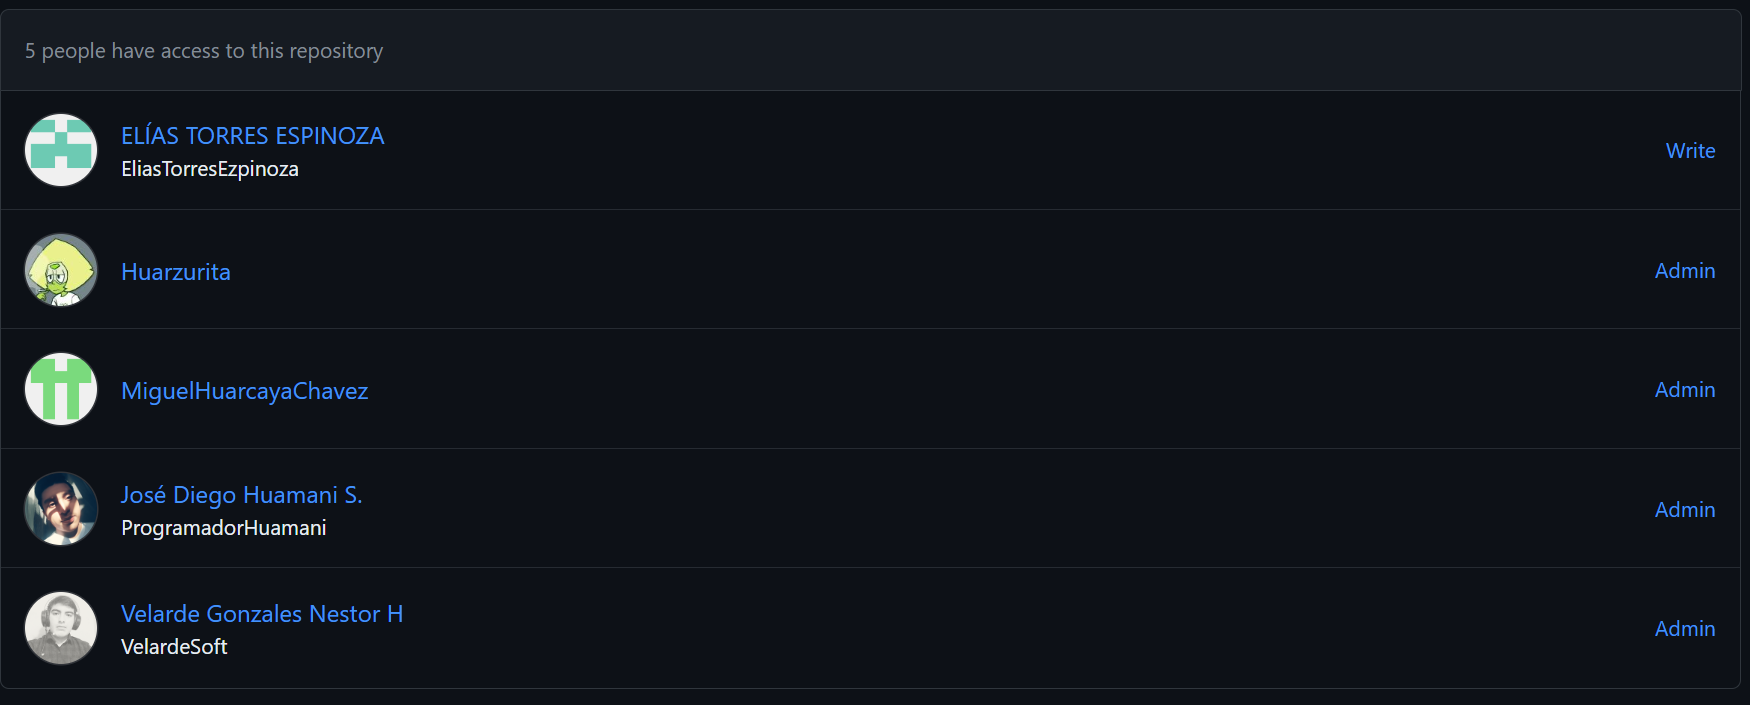 5 people have access to this repository
ELÍAS TORRES ESPINOZA
EliasTorresEzpinoza
Write
Huarzurita
Admin
MiguelHuarcayaChavez
Admin
José Diego Huamani S.
ProgramadorHuamani
Admin
Velarde Gonzales Nestor H
VelardeSoft
Admin